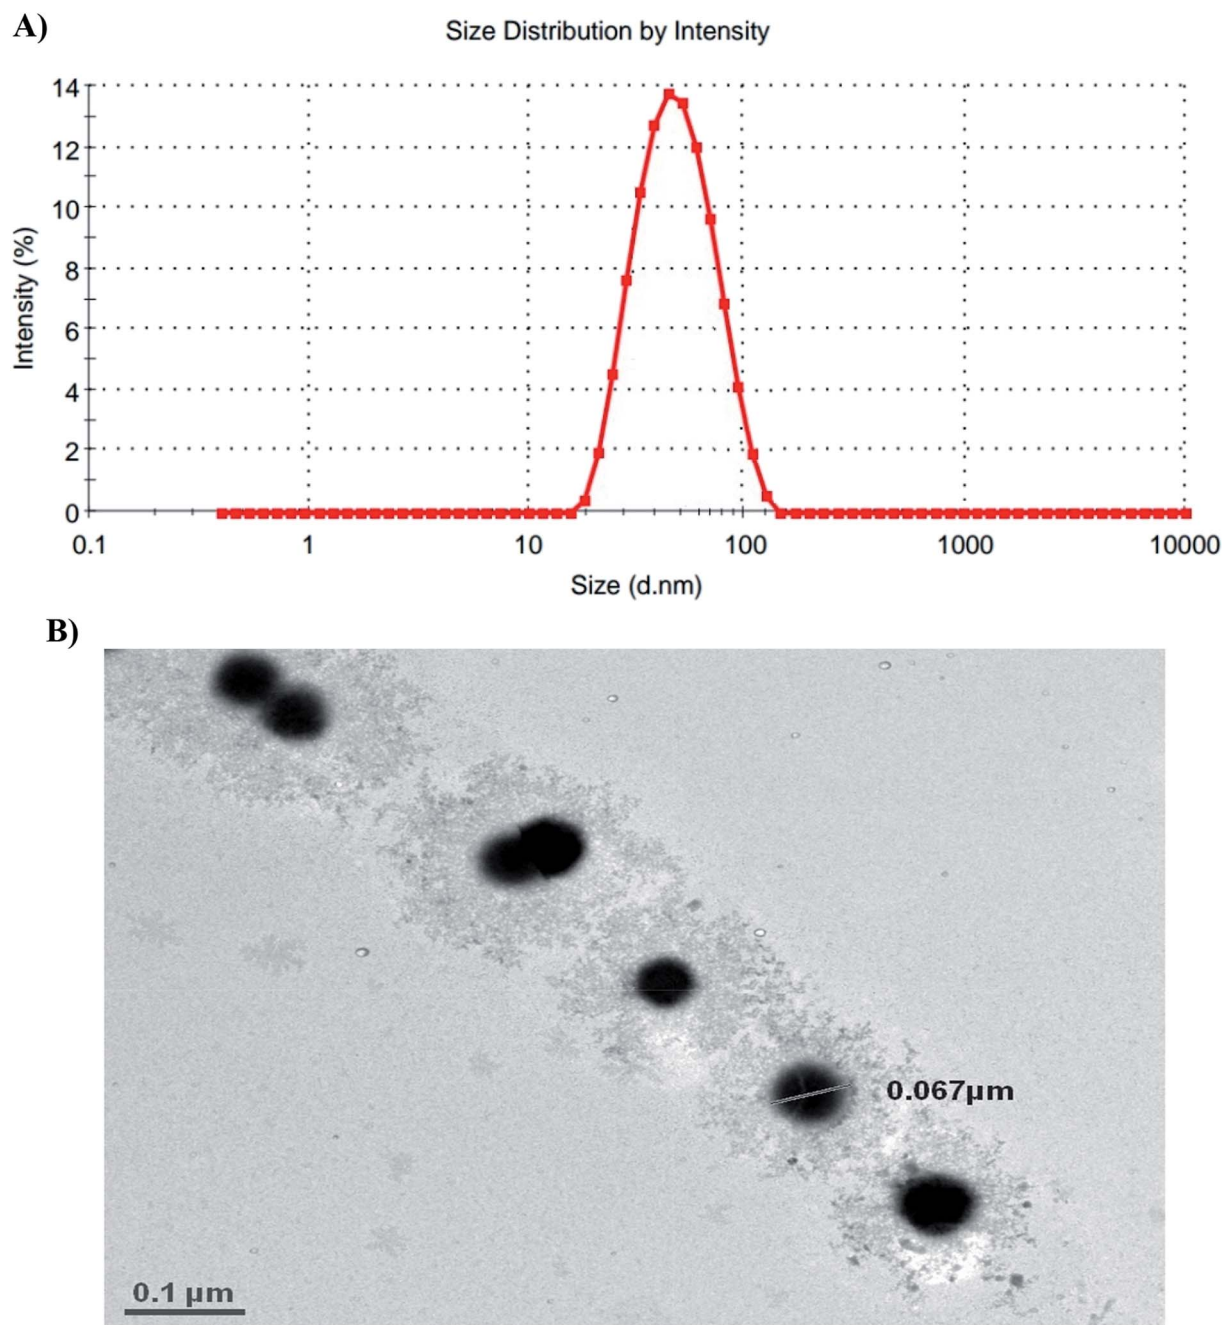 A)
Size Distribution by Intensity
14
12
10
8
6
4
2
0
Intensity (%)
0.1 1 10 100 1000 10000
Size (d.nm)
B)
0.067µm
0.1 µm